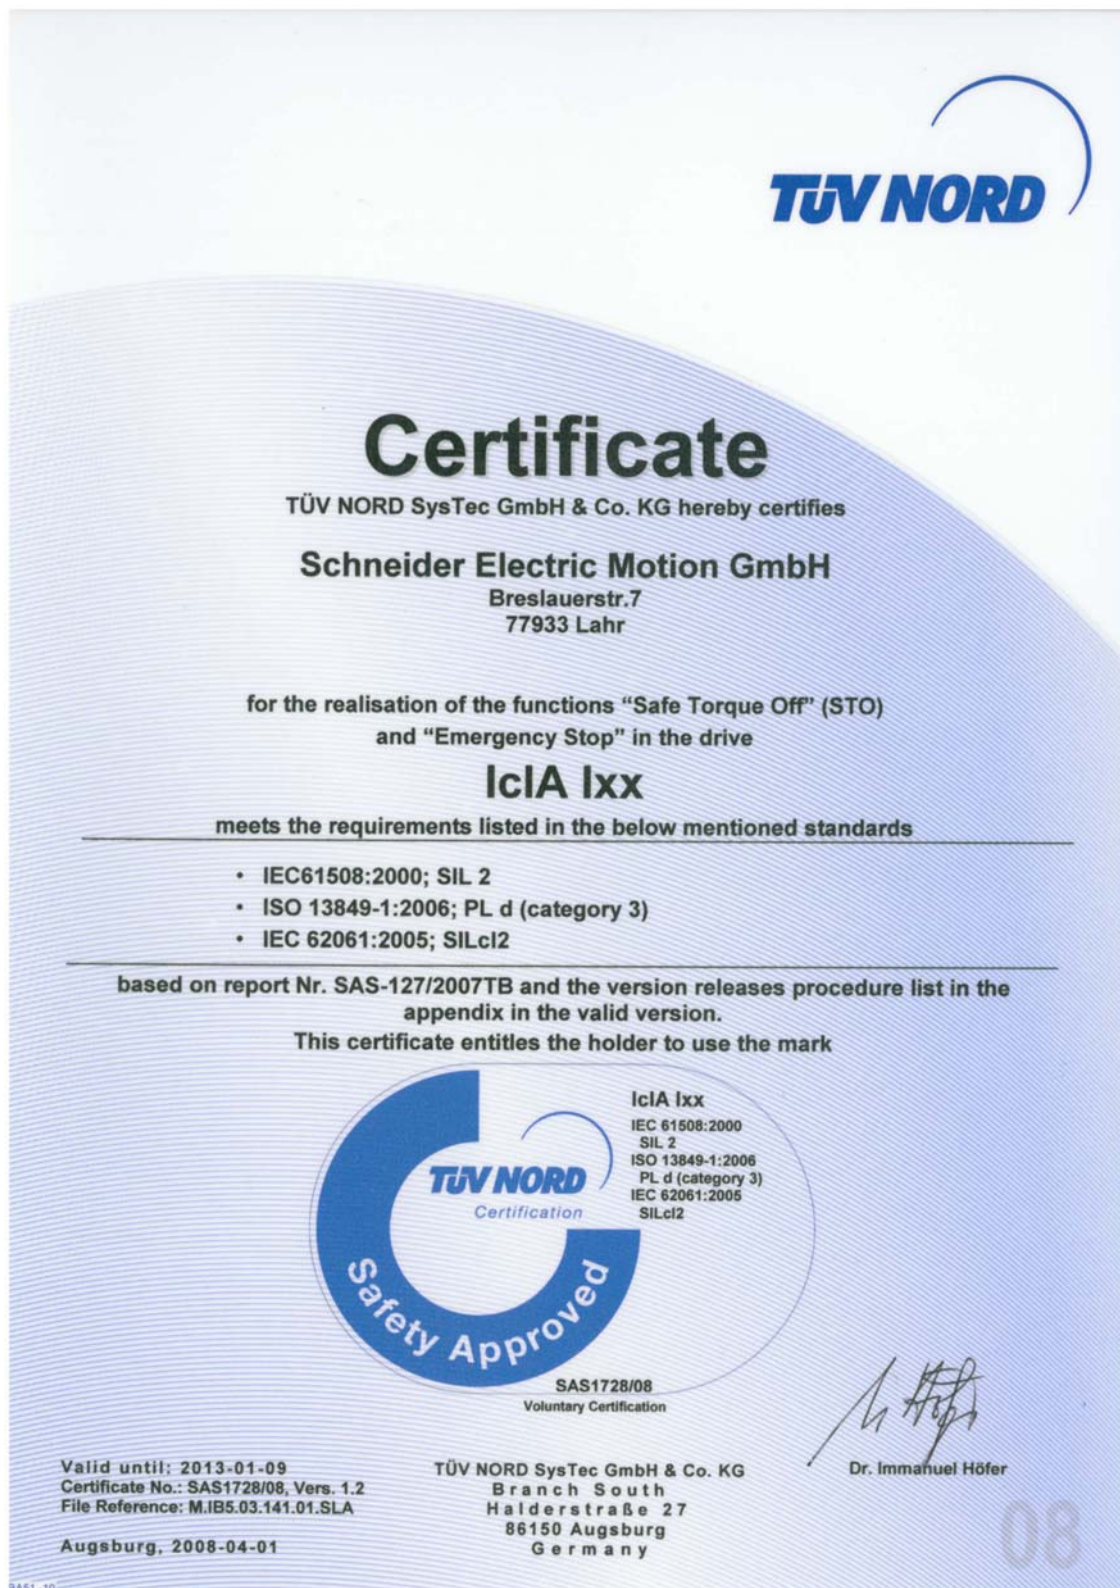 TÜV NORD
Certificate
TÜV NORD SysTec GmbH & Co. KG hereby certifies
Schneider Electric Motion GmbH
Breslauerstr.7
77933 Lahr
for the realisation of the functions “Safe Torque Off” (STO)
and “Emergency Stop” in the drive
IclA Ixx
meets the requirements listed in the below mentioned standards
• IEC61508:2000; SIL 2
• ISO 13849-1:2006; PL d (category 3)
• IEC 62061:2005; SILcl2
based on report Nr. SAS-127/2007TB and the version releases procedure list in the
appendix in the valid version.
This certificate entitles the holder to use the mark
TÜV NORD
Certification
Safety Approved
IclA Ixx
IEC 61508:2000
SIL 2
ISO 13849-1:2006
PL d (category 3)
IEC 62061:2005
SILcl2
SAS1728/08
Voluntary Certification
Valid until: 2013-01-09
Certificate No.: SAS1728/08, Vers. 1.2
File Reference: M.IB5.03.141.01.SLA
Augsburg, 2008-04-01
TÜV NORD SysTec GmbH & Co. KG
Branch South
Halderstraße 27
86150 Augsburg
Germany
Dr. Immanuel Höfer
08